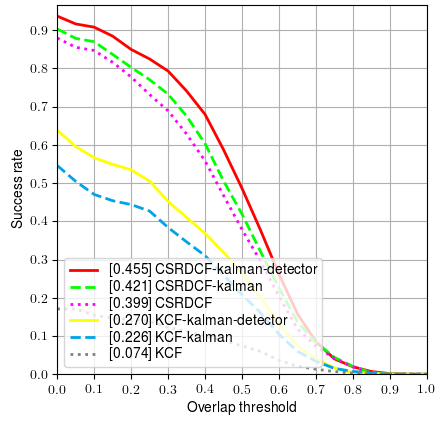 0.9
0.8
0.7
0.6
0.5
0.4
0.3
0.2
0.1
0.0
Success rate
[0.455] CSRDCF-kalman-detector
[0.421] CSRDCF-kalman
[0.399] CSRDCF
[0.270] KCF-kalman-detector
[0.226] KCF-kalman
[0.074] KCF
0.0 0.1 0.2 0.3 0.4 0.5 0.6 0.7 0.8 0.9 1.0
Overlap threshold